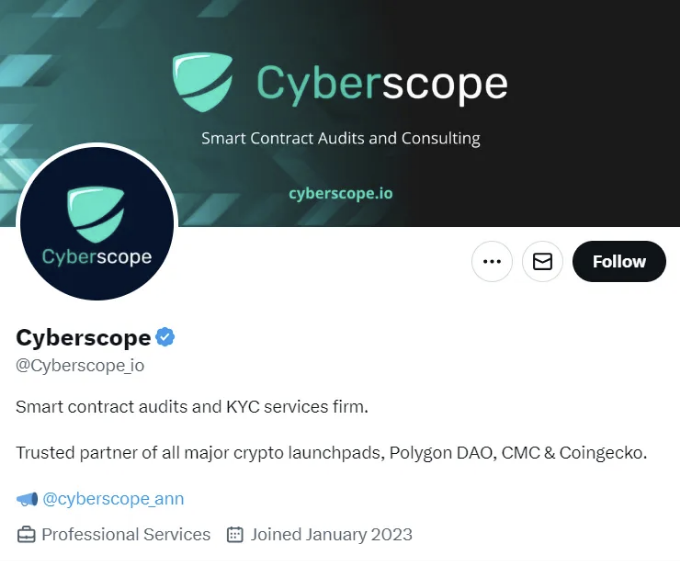 Cyberscope
Smart Contract Audits and Consulting
cyberscope.io
Cyberscope
Follow
Cyberscope
@Cyberscope_io
Smart contract audits and KYC services firm.
Trusted partner of all major crypto launchpads, Polygon DAO, CMC & Coingecko.
@cyberscope_ann
Professional Services Joined January 2023